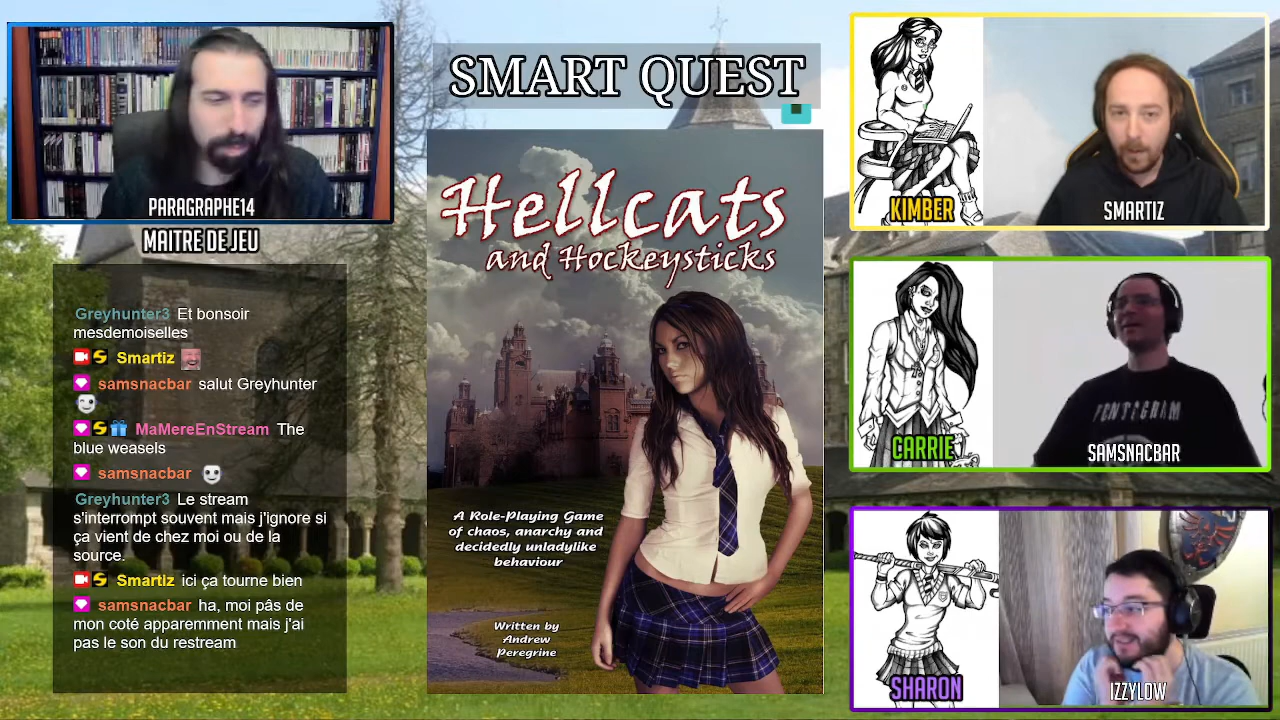 PARAGRAPHE14
MAITRE DE JEU
Greyhunter3 Et bonsoir
mesdemoiselles
Smartiz
samsnacbar salut Greyhunter
MaMereEnStream The
blue weasels
samsnacbar
Greyhunter3 Le stream
s'interrompt souvent mais j'ignore si
ça vient de chez moi ou de la
source.
Smartiz ici ça tourne bien
samsnacbar ha, moi pâs de
mon coté apparemment mais j'ai
pas le son du restream
SMART QUEST
Hellcats
and Hockeysticks
A Role-Playing Game
of chaos, anarchy and
decidedly unladylike
behaviour
Written by
Andrew
Peregrine
KIMBER
SMARTIZ
PENTAGRAM
CARRIE
SAMSNACBAR
SHARON
IZZYLOW